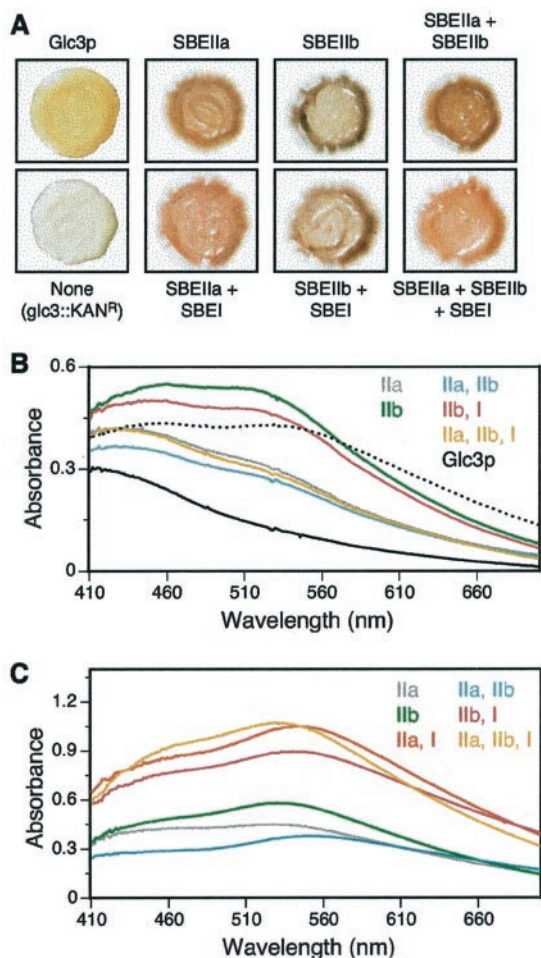 A
Glc3p SBEIIa SBEIIb SBEIIa +
SBEIIb
None
(glc3::KANᴿ)
SBEIIa +
SBEI
SBEIIb +
SBEI
SBEIIa + SBEIIb
+ SBEI
B
0.6
0.3
0
Absorbance
IIa IIa, IIb
IIb IIb, I
IIa, IIb, I
Glc3p
410 460 510 560 610 660
Wavelength (nm)
C
1.2
0.9
0.6
0.3
0
Absorbance
IIa IIa, IIb
IIb IIb, I
IIa, I IIa, IIb, I
410 460 510 560 610 660
Wavelength (nm)